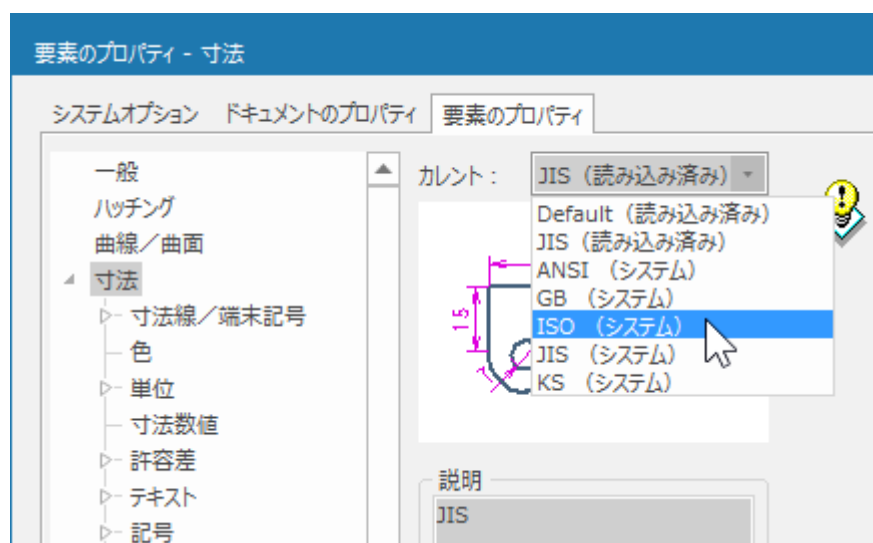 要素のプロパティ - 寸法
システムオプション ドキュメントのプロパティ 要素のプロパティ
一般
ハッチング
曲線／曲面
寸法
寸法線／端末記号
色
単位
寸法数値
許容差
テキスト
記号
カレント： JIS（読み込み済み）
Default（読み込み済み）
JIS（読み込み済み）
ANSI （システム）
GB （システム）
ISO （システム）
JIS （システム）
KS （システム）
15
説明
JIS